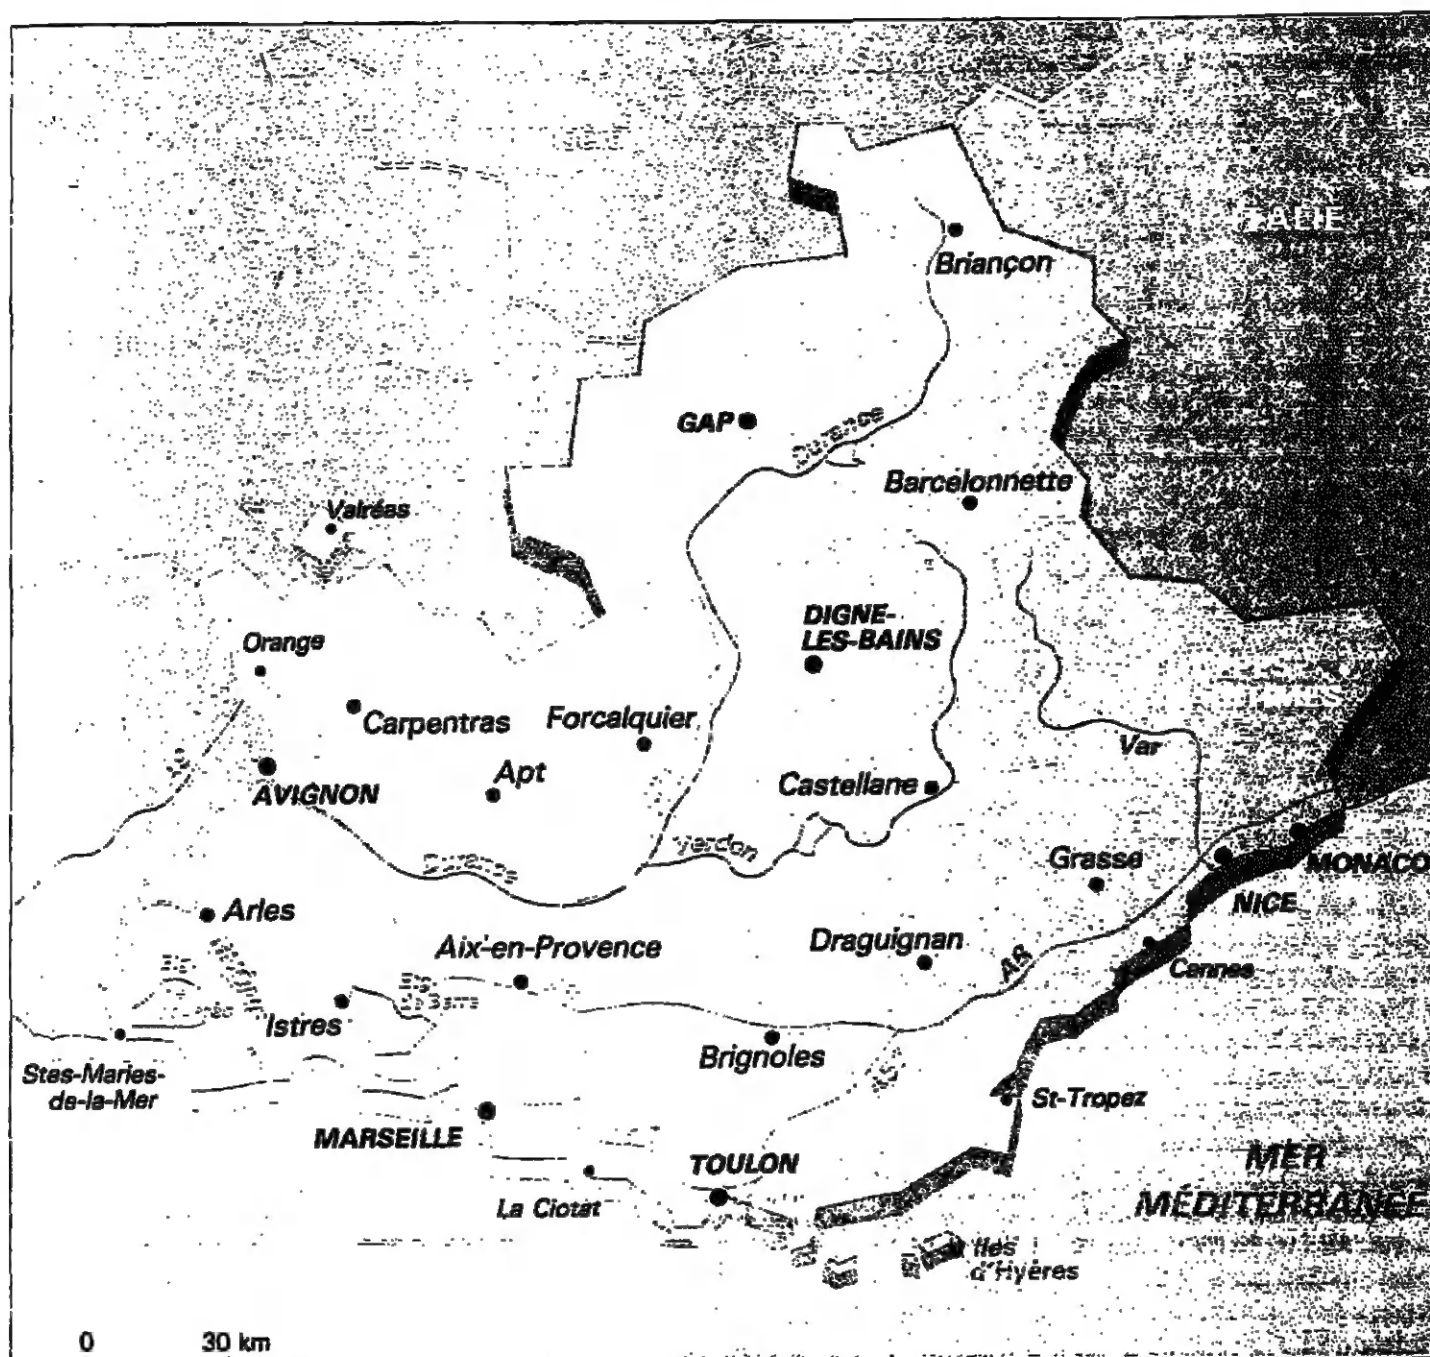 ITALIE
Briançon
GAP
Durance
Barcelonnette
Valréas
DIGNE-
LES-BAINS
Orange
Carpentras
Forcalquier
Var
Apt
AVIGNON
Castellane
Verdon
Durance
Grasse
MONACO
NICE
Arles
Aix-en-Provence
Draguignan
A8
Cannes
Istres
Brignoles
Stes-Maries-
de-la-Mer
St-Tropez
MARSEILLE
TOULON
MER
MÉDITERRANÉE
La Ciotat
Iles
d'Hyères
0 30 km